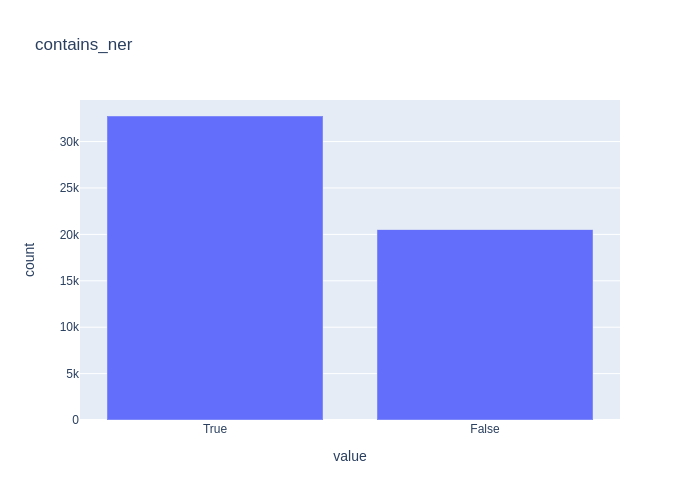 contains_ner
30k
25k
20k
15k
10k
5k
0
count
True
False
value